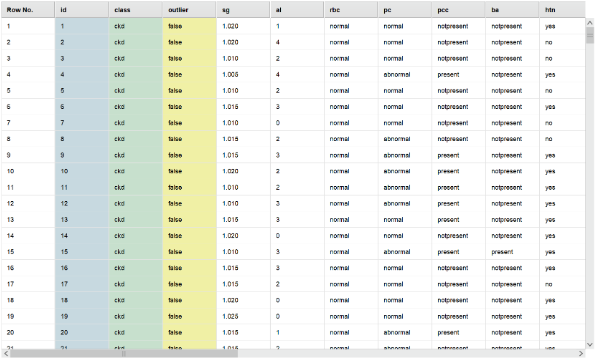 Row No. id class outlier sg al rbc pc pcc ba htn
1 1 ckd false 1.020 1 normal normal notpresent notpresent yes
2 2 ckd false 1.020 4 normal normal notpresent notpresent no
3 3 ckd false 1.010 2 normal normal notpresent notpresent no
4 4 ckd false 1.005 4 normal abnormal present notpresent yes
5 5 ckd false 1.010 2 normal normal notpresent notpresent no
6 6 ckd false 1.015 3 normal normal notpresent notpresent yes
7 7 ckd false 1.010 0 normal normal notpresent notpresent no
8 8 ckd false 1.015 2 normal abnormal notpresent notpresent no
9 9 ckd false 1.015 3 normal abnormal present notpresent yes
10 10 ckd false 1.020 2 normal abnormal present notpresent yes
11 11 ckd false 1.010 2 normal abnormal present notpresent yes
12 12 ckd false 1.010 3 normal abnormal present notpresent yes
13 13 ckd false 1.015 3 normal normal present notpresent yes
14 14 ckd false 1.020 0 normal normal notpresent notpresent yes
15 15 ckd false 1.010 3 normal abnormal present present yes
16 16 ckd false 1.015 3 normal normal notpresent notpresent yes
17 17 ckd false 1.015 2 normal normal notpresent notpresent no
18 18 ckd false 1.020 0 normal normal notpresent notpresent yes
19 19 ckd false 1.025 0 normal normal notpresent notpresent yes
20 20 ckd false 1.015 1 normal abnormal present notpresent yes
21 21 ckd false 1.015 2 normal abnormal notpresent notpresent yes